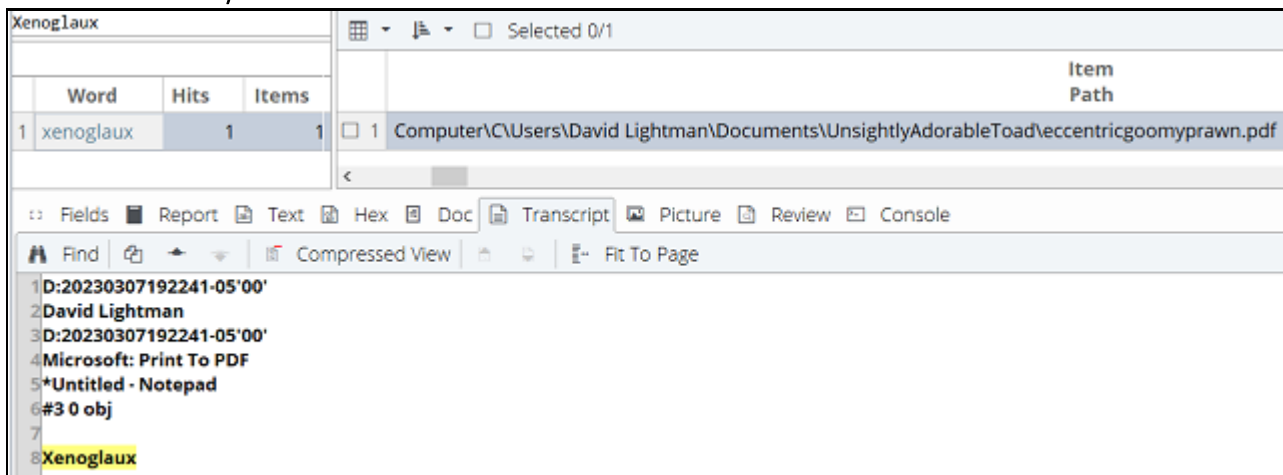 Xenoglaux
Selected 0/1
Word Hits Items
Item
Path
1 xenoglaux 1 1
1 Computer\C\Users\David Lightman\Documents\UnsightlyAdorableToad\eccentricgoomyprawn.pdf
Fields Report Text Hex Doc Transcript Picture Review Console
Find Compressed View Fit To Page
1 D:20230307192241-05'00'
2 David Lightman
3 D:20230307192241-05'00'
4 Microsoft: Print To PDF
5 *Untitled - Notepad
6 #3 0 obj
7
8 Xenoglaux